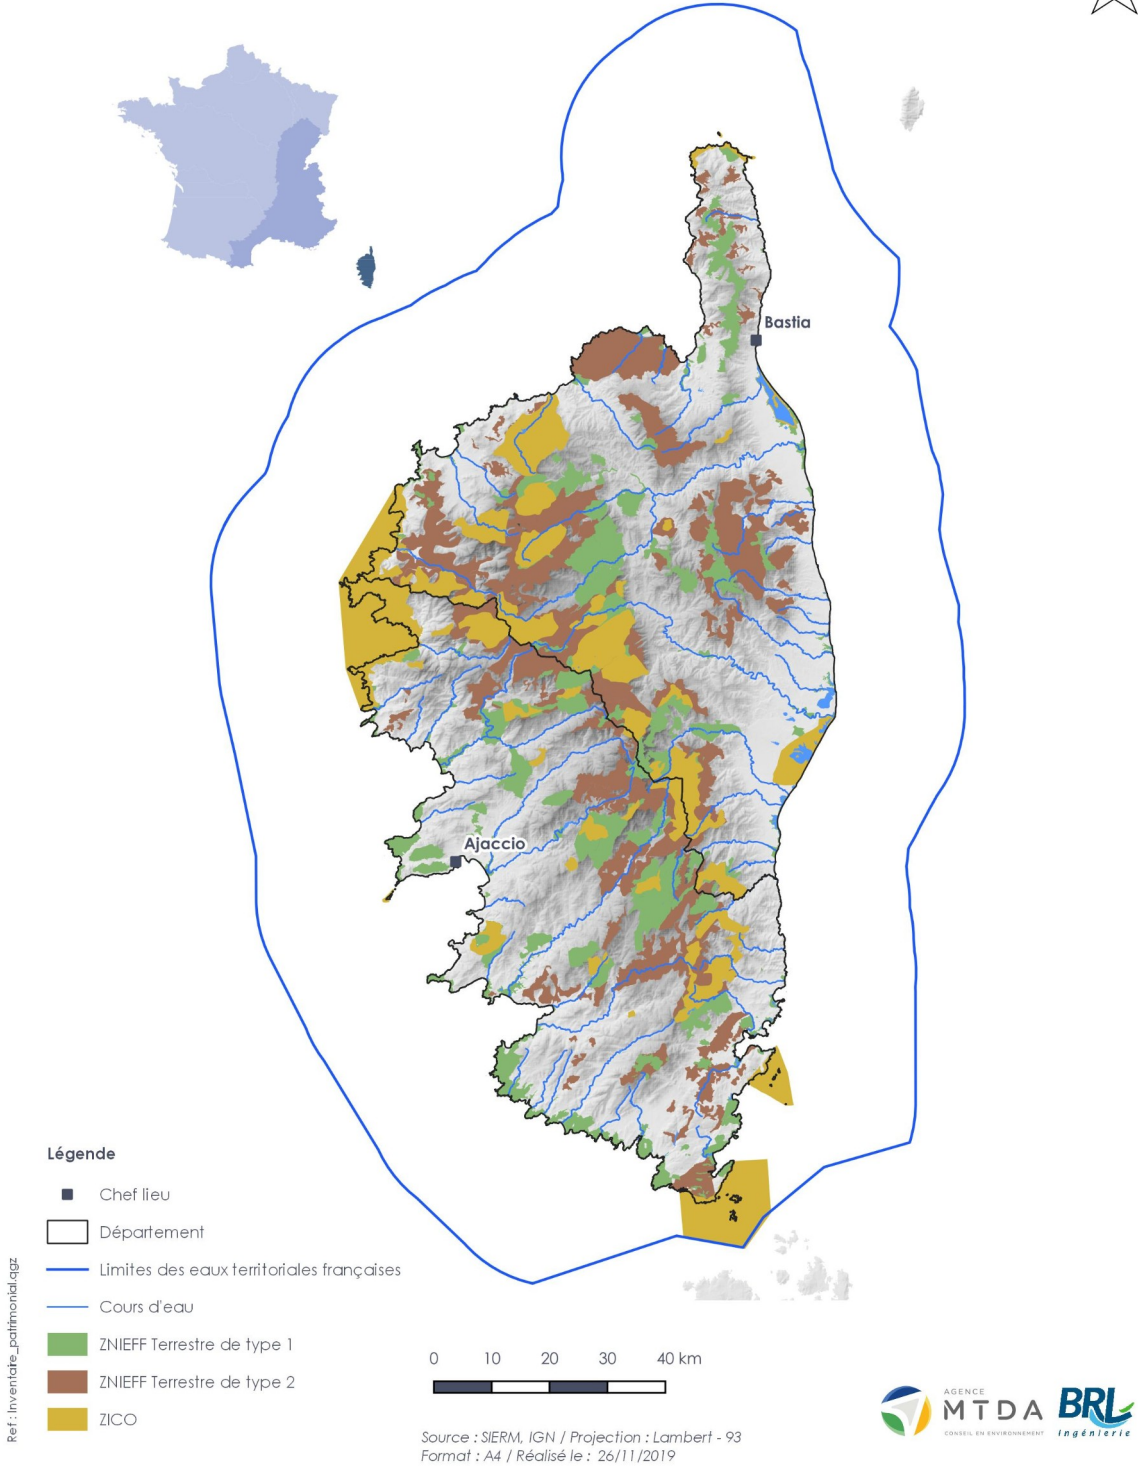 Bastia
Ajaccio
Légende
Chef lieu
Département
Limites des eaux territoriales françaises
Cours d'eau
ZNIEFF Terrestre de type 1
ZNIEFF Terrestre de type 2
ZICO
Ref : Inventaire_patrimonial.qgz
0 10 20 30 40 km
Source : SIERM, IGN / Projection : Lambert - 93
Format : A4 / Réalisé le : 26/11/2019
AGENCE
MTDA
CONSEIL EN ENVIRONNEMENT
BRL
Ingénierie